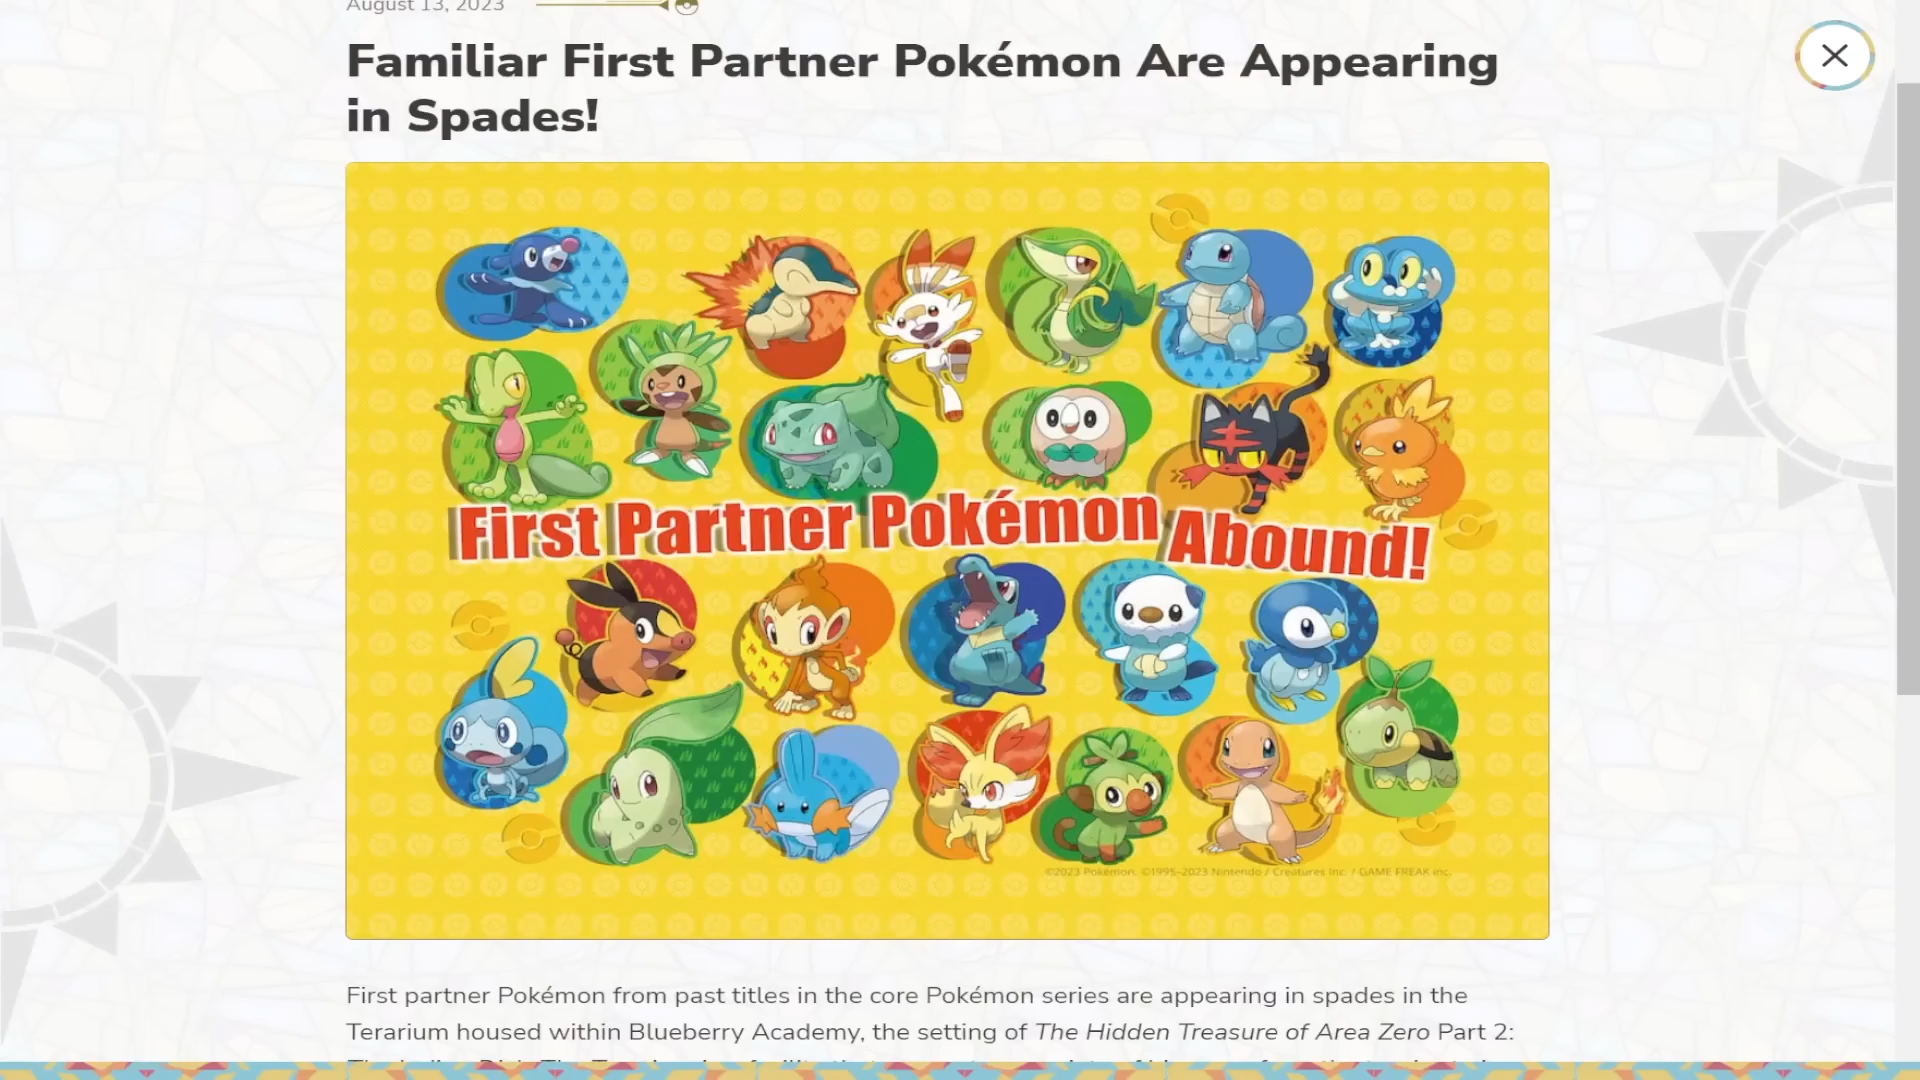 August 13, 2023
Familiar First Partner Pokémon Are Appearing
in Spades!
First Partner Pokémon Abound!
©2023 Pokémon. ©1995–2023 Nintendo / Creatures Inc. / GAME FREAK inc.
First partner Pokémon from past titles in the core Pokémon series are appearing in spades in the
Terarium housed within Blueberry Academy, the setting of The Hidden Treasure of Area Zero Part 2: